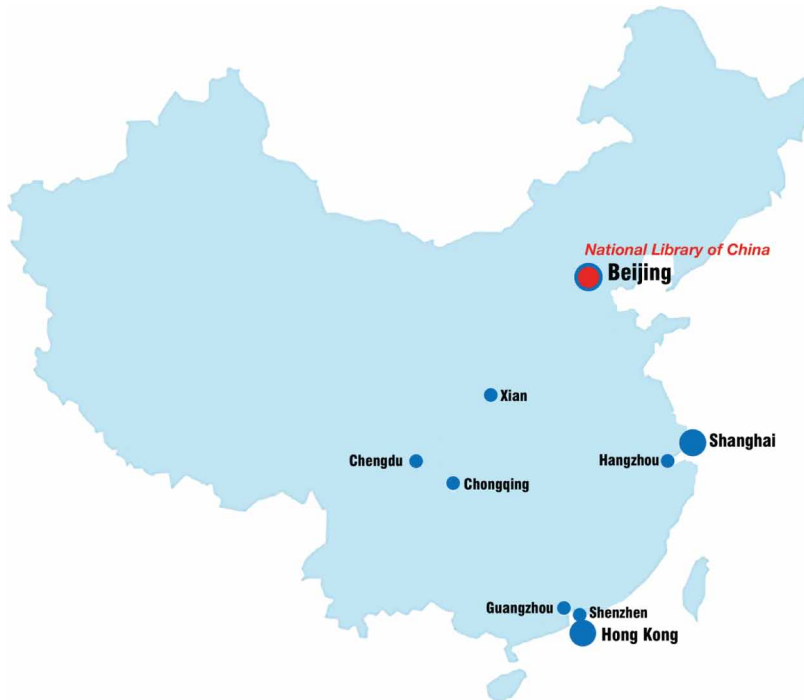 National Library of China
Beijing
Xian
Shanghai
Chengdu
Hangzhou
Chongqing
Guangzhou
Shenzhen
Hong Kong